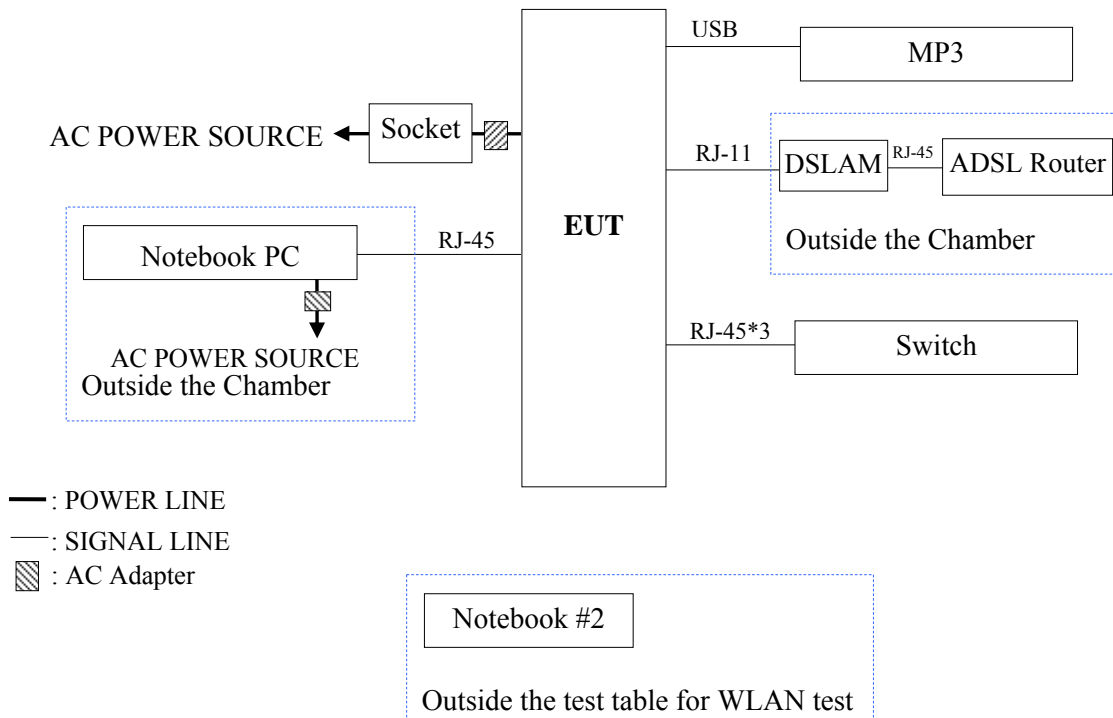 USB
MP3
AC POWER SOURCE
Socket
RJ-11
DSLAM
RJ-45
ADSL Router
Outside the Chamber
EUT
Notebook PC
RJ-45
AC POWER SOURCE
Outside the Chamber
RJ-45*3
Switch
: POWER LINE
: SIGNAL LINE
: AC Adapter
Notebook #2
Outside the test table for WLAN test